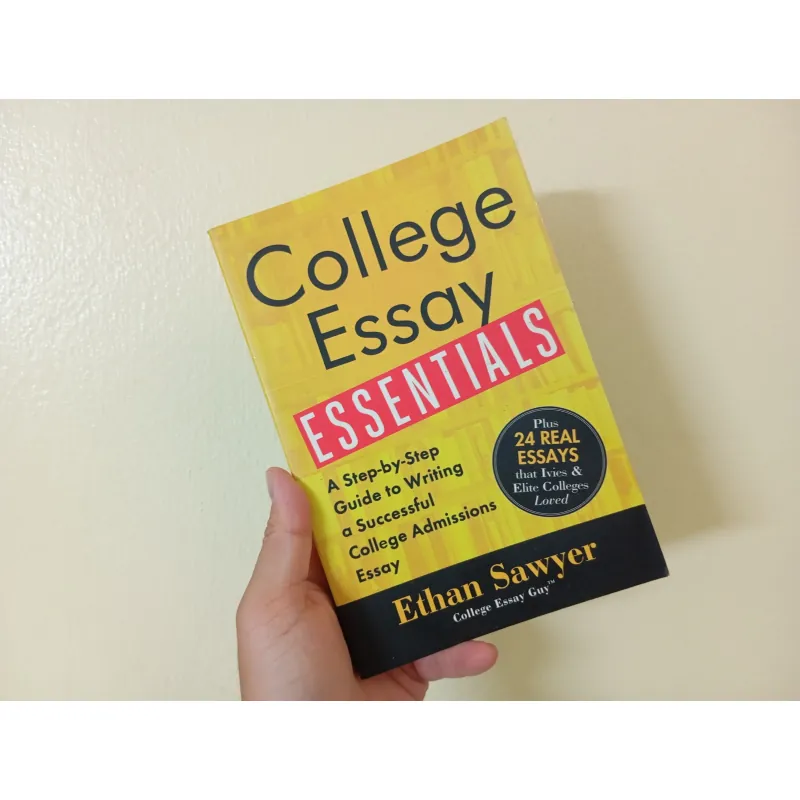 College
Essay
ESSENTIALS
A Step-by-Step
Guide to Writing
a Successful
College Admissions
Essay
Plus
24 REAL
ESSAYS
that Ivies &
Elite Colleges
Loved
Ethan Sawyer
College Essay Guy™